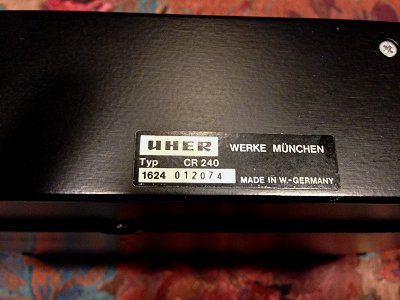 UHER WERKE MÜNCHEN
Typ CR 240
1624 012074 MADE IN W.-GERMANY